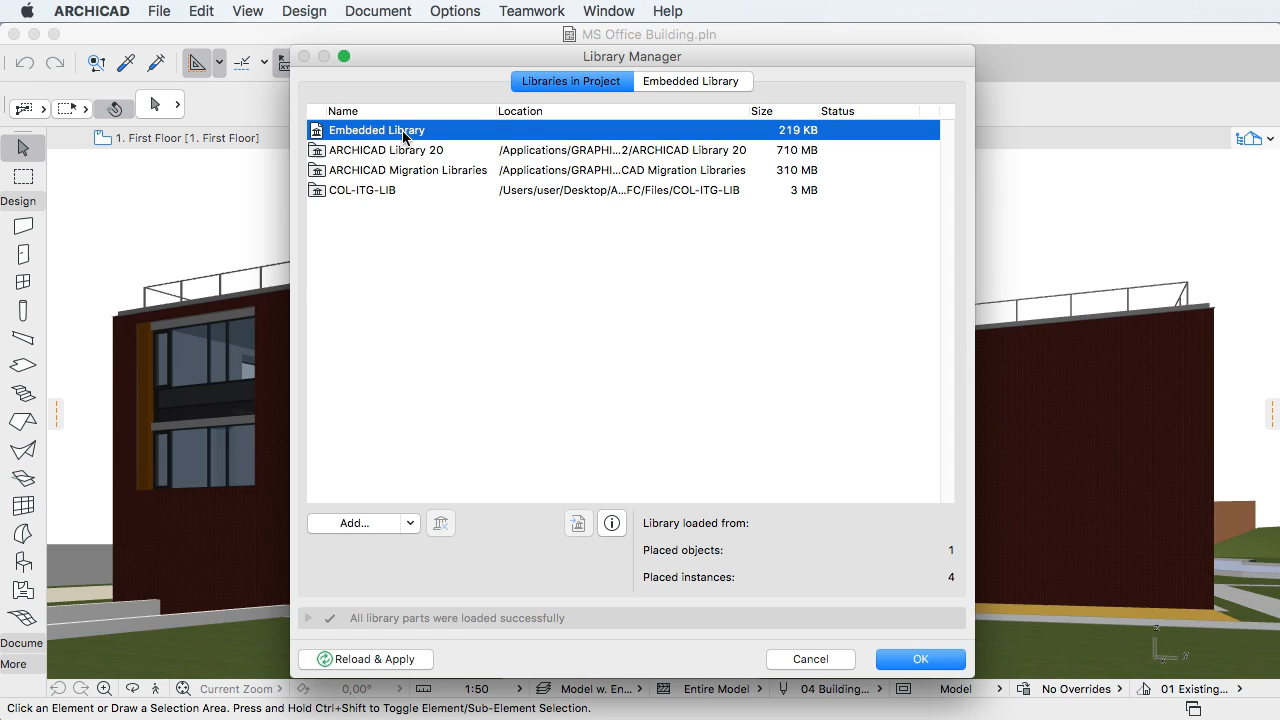 ARCHICAD File Edit View Design Document Options Teamwork Window Help
MS Office Building.pln
Library Manager
Libraries in Project Embedded Library
Name Location Size Status
Embedded Library 219 KB
ARCHICAD Library 20 /Applications/GRAPHI...2/ARCHICAD Library 20 710 MB
ARCHICAD Migration Libraries /Applications/GRAPHI...CAD Migration Libraries 310 MB
COL-ITG-LIB /Users/user/Desktop/A...FC/Files/COL-ITG-LIB 3 MB
1. First Floor [1. First Floor]
Design
Add...
Library loaded from:
Placed objects: 1
Placed instances: 4
All library parts were loaded successfully
Docume
More
Reload & Apply Cancel OK
Current Zoom 0,00° 1:50 Model w. En... Entire Model 04 Building... Model No Overrides 01 Existing...
Click an Element or Draw a Selection Area. Press and Hold Ctrl+Shift to Toggle Element/Sub-Element Selection.